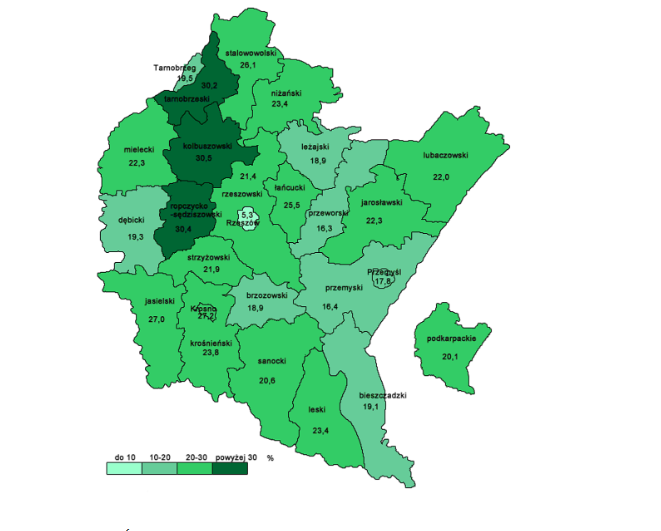 stalowowolski
26,1
Tarnobrzeg
19,5
30,2
tarnobrzeski
niżański
23,4
mielecki
22,3
kolbuszowski
30,5
leżajski
18,9
lubaczowski
22,0
21,4
rzeszowski
łańcucki
25,5
ropczycko
-sędziszowski
30,4
5,3
Rzeszów
jarosławski
22,3
przeworski
16,3
dębicki
19,3
strzyżowski
21,9
Przemyśl
17,8
przemyski
16,4
brzozowski
18,9
jasielski
27,0
Krosno
27,2
krośnieński
23,8
sanocki
20,6
podkarpackie
20,1
bieszczadzki
19,1
leski
23,4
do 10 10-20 20-30 powyżej 30 %